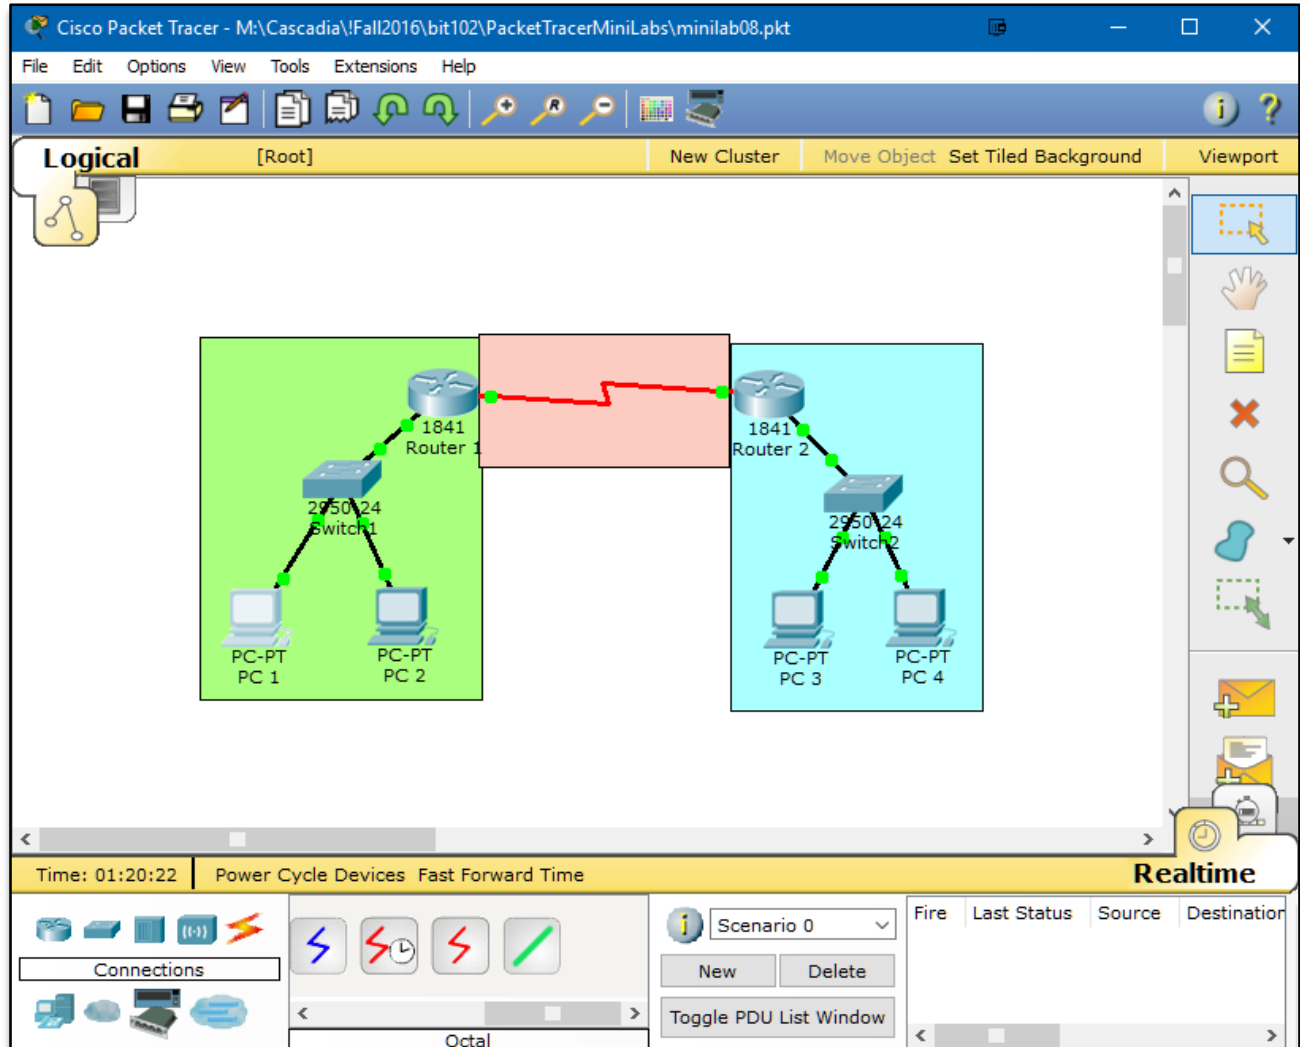 Cisco Packet Tracer - M:\Cascadia\!Fall2016\bit102\PacketTracerMiniLabs\minilab08.pkt
File Edit Options View Tools Extensions Help
Logical [Root] New Cluster Move Object Set Tiled Background Viewport
1841
Router 1
1841
Router 2
2950-24
Switch1
2950-24
Switch2
PC-PT
PC 1
PC-PT
PC 2
PC-PT
PC 3
PC-PT
PC 4
Time: 01:20:22 Power Cycle Devices Fast Forward Time Realtime
Connections
Octal
Scenario 0
New Delete
Toggle PDU List Window
Fire Last Status Source Destination